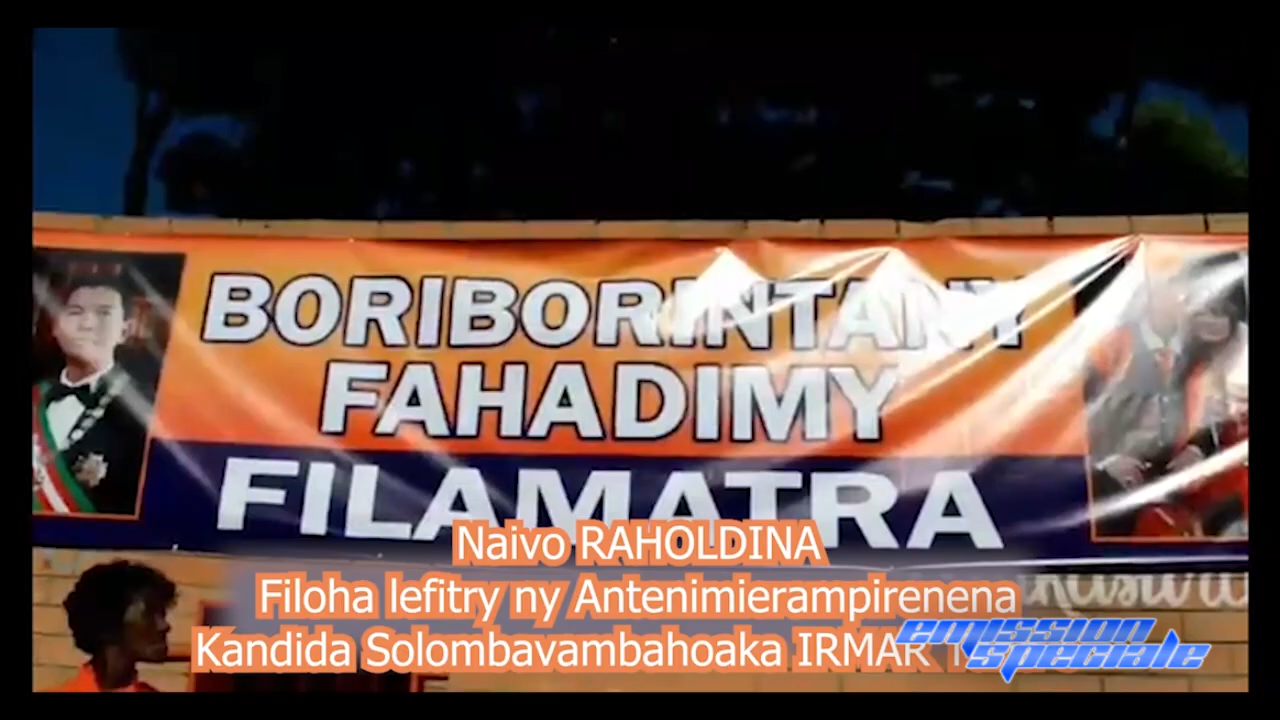 BORIBORINTANY
FAHADIMY
FILAMATRA
Naivo RAHOLDINA
Filoha lefitry ny Antenimierampirenena
Kandida Solombavambahoaka IRMAR
emission
speciale